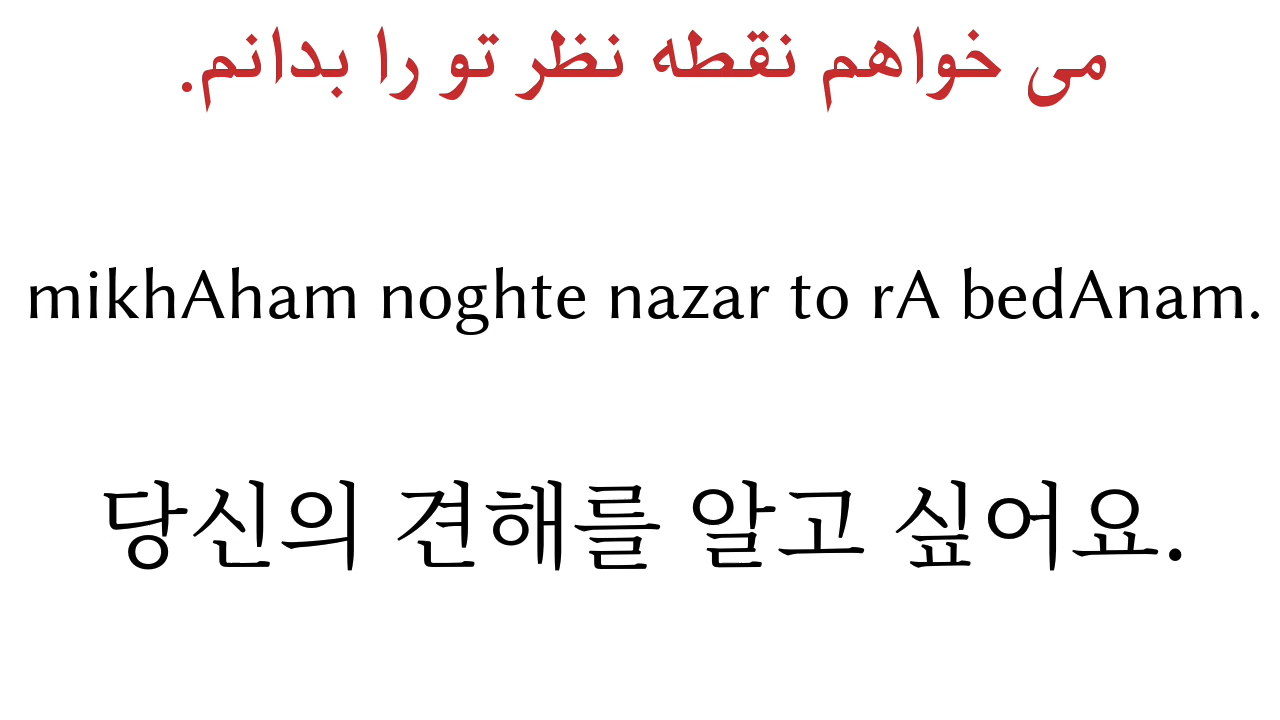 می خواهم نقطه نظر تو را بدانم.
mikhAham noghte nazar to rA bedAnam.
당신의 견해를 알고 싶어요.